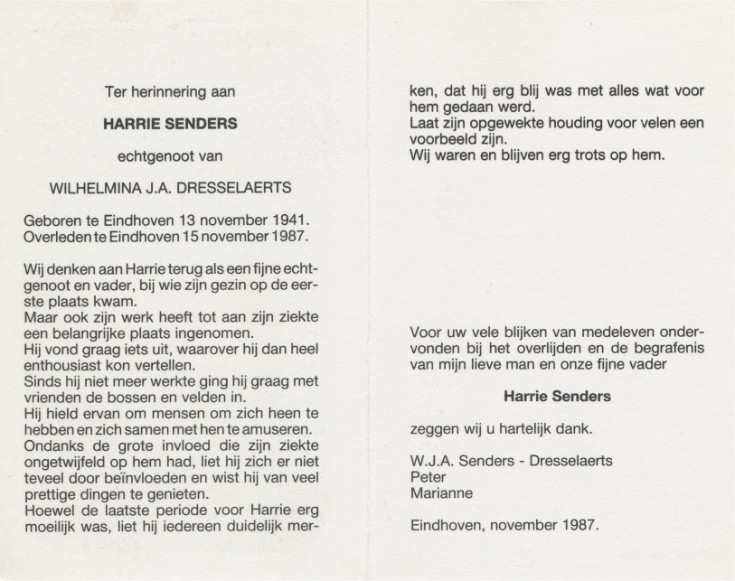 Ter herinnering aan
HARRIE SENDERS
echtgenoot van
WILHELMINA J.A. DRESSELAERTS
Geboren te Eindhoven 13 november 1941.
Overleden te Eindhoven 15 november 1987.
Wij denken aan Harrie terug als een fijne echt-
genoot en vader, bij wie zijn gezin op de eer-
ste plaats kwam.
Maar ook zijn werk heeft tot aan zijn ziekte
een belangrijke plaats ingenomen.
Hij vond graag iets uit, waarover hij dan heel
enthousiast kon vertellen.
Sinds hij niet meer werkte ging hij graag met
vrienden de bossen en velden in.
Hij hield ervan om mensen om zich heen te
hebben en zich samen met hen te amuseren.
Ondanks de grote invloed die zijn ziekte
ongetwijfeld op hem had, liet hij zich er niet
teveel door beïnvloeden en wist hij van veel
prettige dingen te genieten.
Hoewel de laatste periode voor Harrie erg
moeilijk was, liet hij iedereen duidelijk mer-
ken, dat hij erg blij was met alles wat voor
hem gedaan werd.
Laat zijn opgewekte houding voor velen een
voorbeeld zijn.
Wij waren en blijven erg trots op hem.
Voor uw vele blijken van medeleven onder-
vonden bij het overlijden en de begrafenis
van mijn lieve man en onze fijne vader
Harrie Senders
zeggen wij u hartelijk dank.
W.J.A. Senders - Dresselaerts
Peter
Marianne
Eindhoven, november 1987.